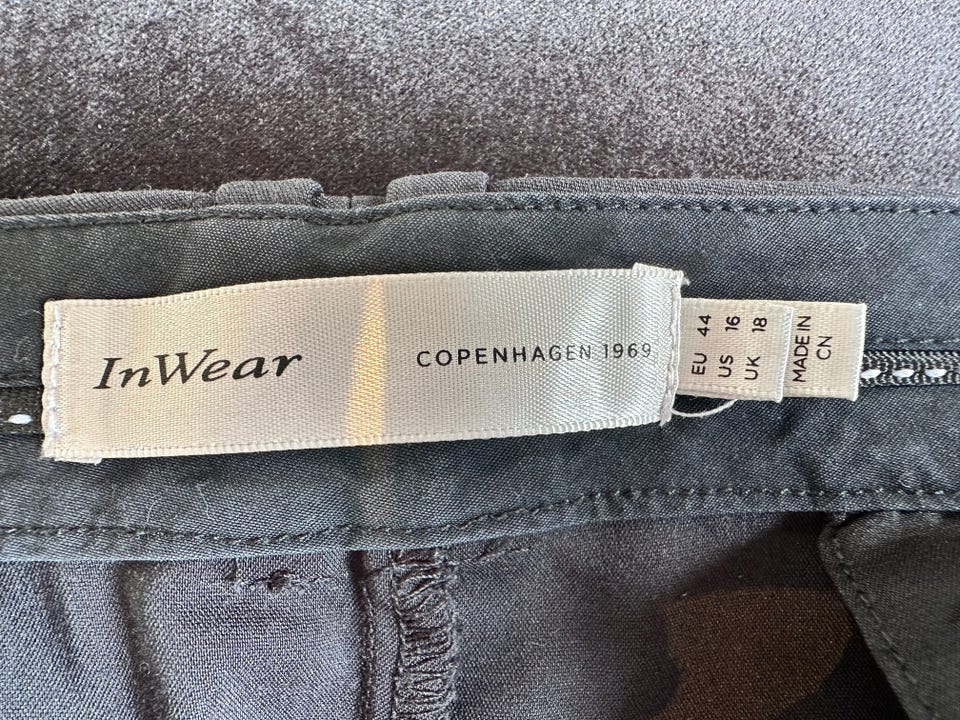 InWear
COPENHAGEN 1969
EU 44
US 16
UK 18
MADE IN
CN